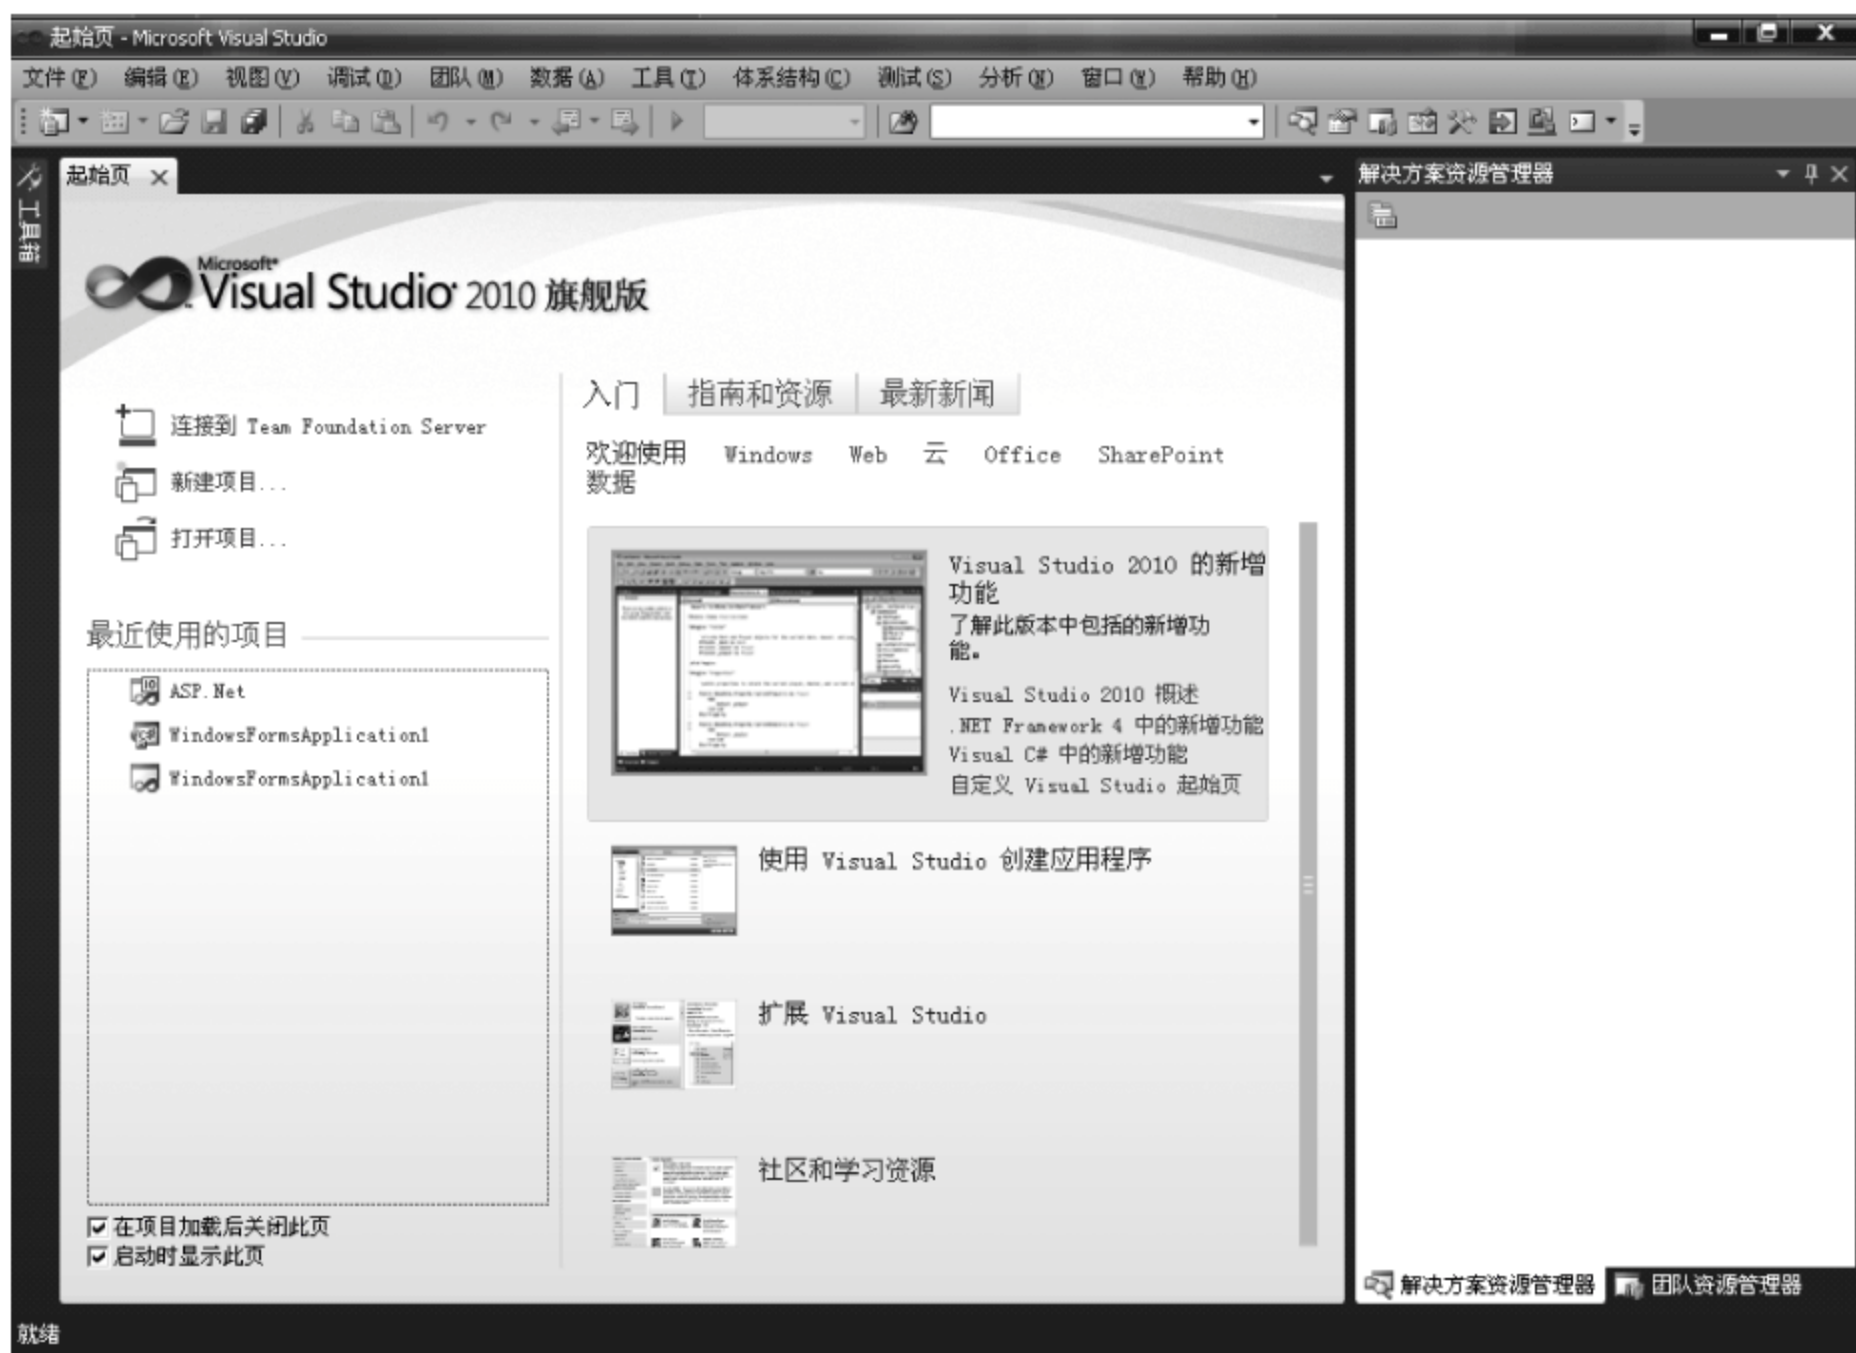 起始页 - Microsoft Visual Studio
文件(F) 编辑(E) 视图(V) 调试(D) 团队(M) 数据(A) 工具(T) 体系结构(C) 测试(S) 分析(N) 窗口(W) 帮助(H)
工具箱
起始页
Microsoft
Visual Studio 2010 旗舰版
连接到 Team Foundation Server
新建项目...
打开项目...
最近使用的项目
ASP.Net
WindowsFormsApplication1
WindowsFormsApplication1
在项目加载后关闭此页
启动时显示此页
入门 指南和资源 最新新闻
欢迎使用 Windows Web 云 Office SharePoint
数据
Visual Studio 2010 的新增
功能
了解此版本中包括的新增功
能。
Visual Studio 2010 概述
.NET Framework 4 中的新增功能
Visual C# 中的新增功能
自定义 Visual Studio 起始页
使用 Visual Studio 创建应用程序
扩展 Visual Studio
社区和学习资源
解决方案资源管理器
解决方案资源管理器 团队资源管理器
就绪